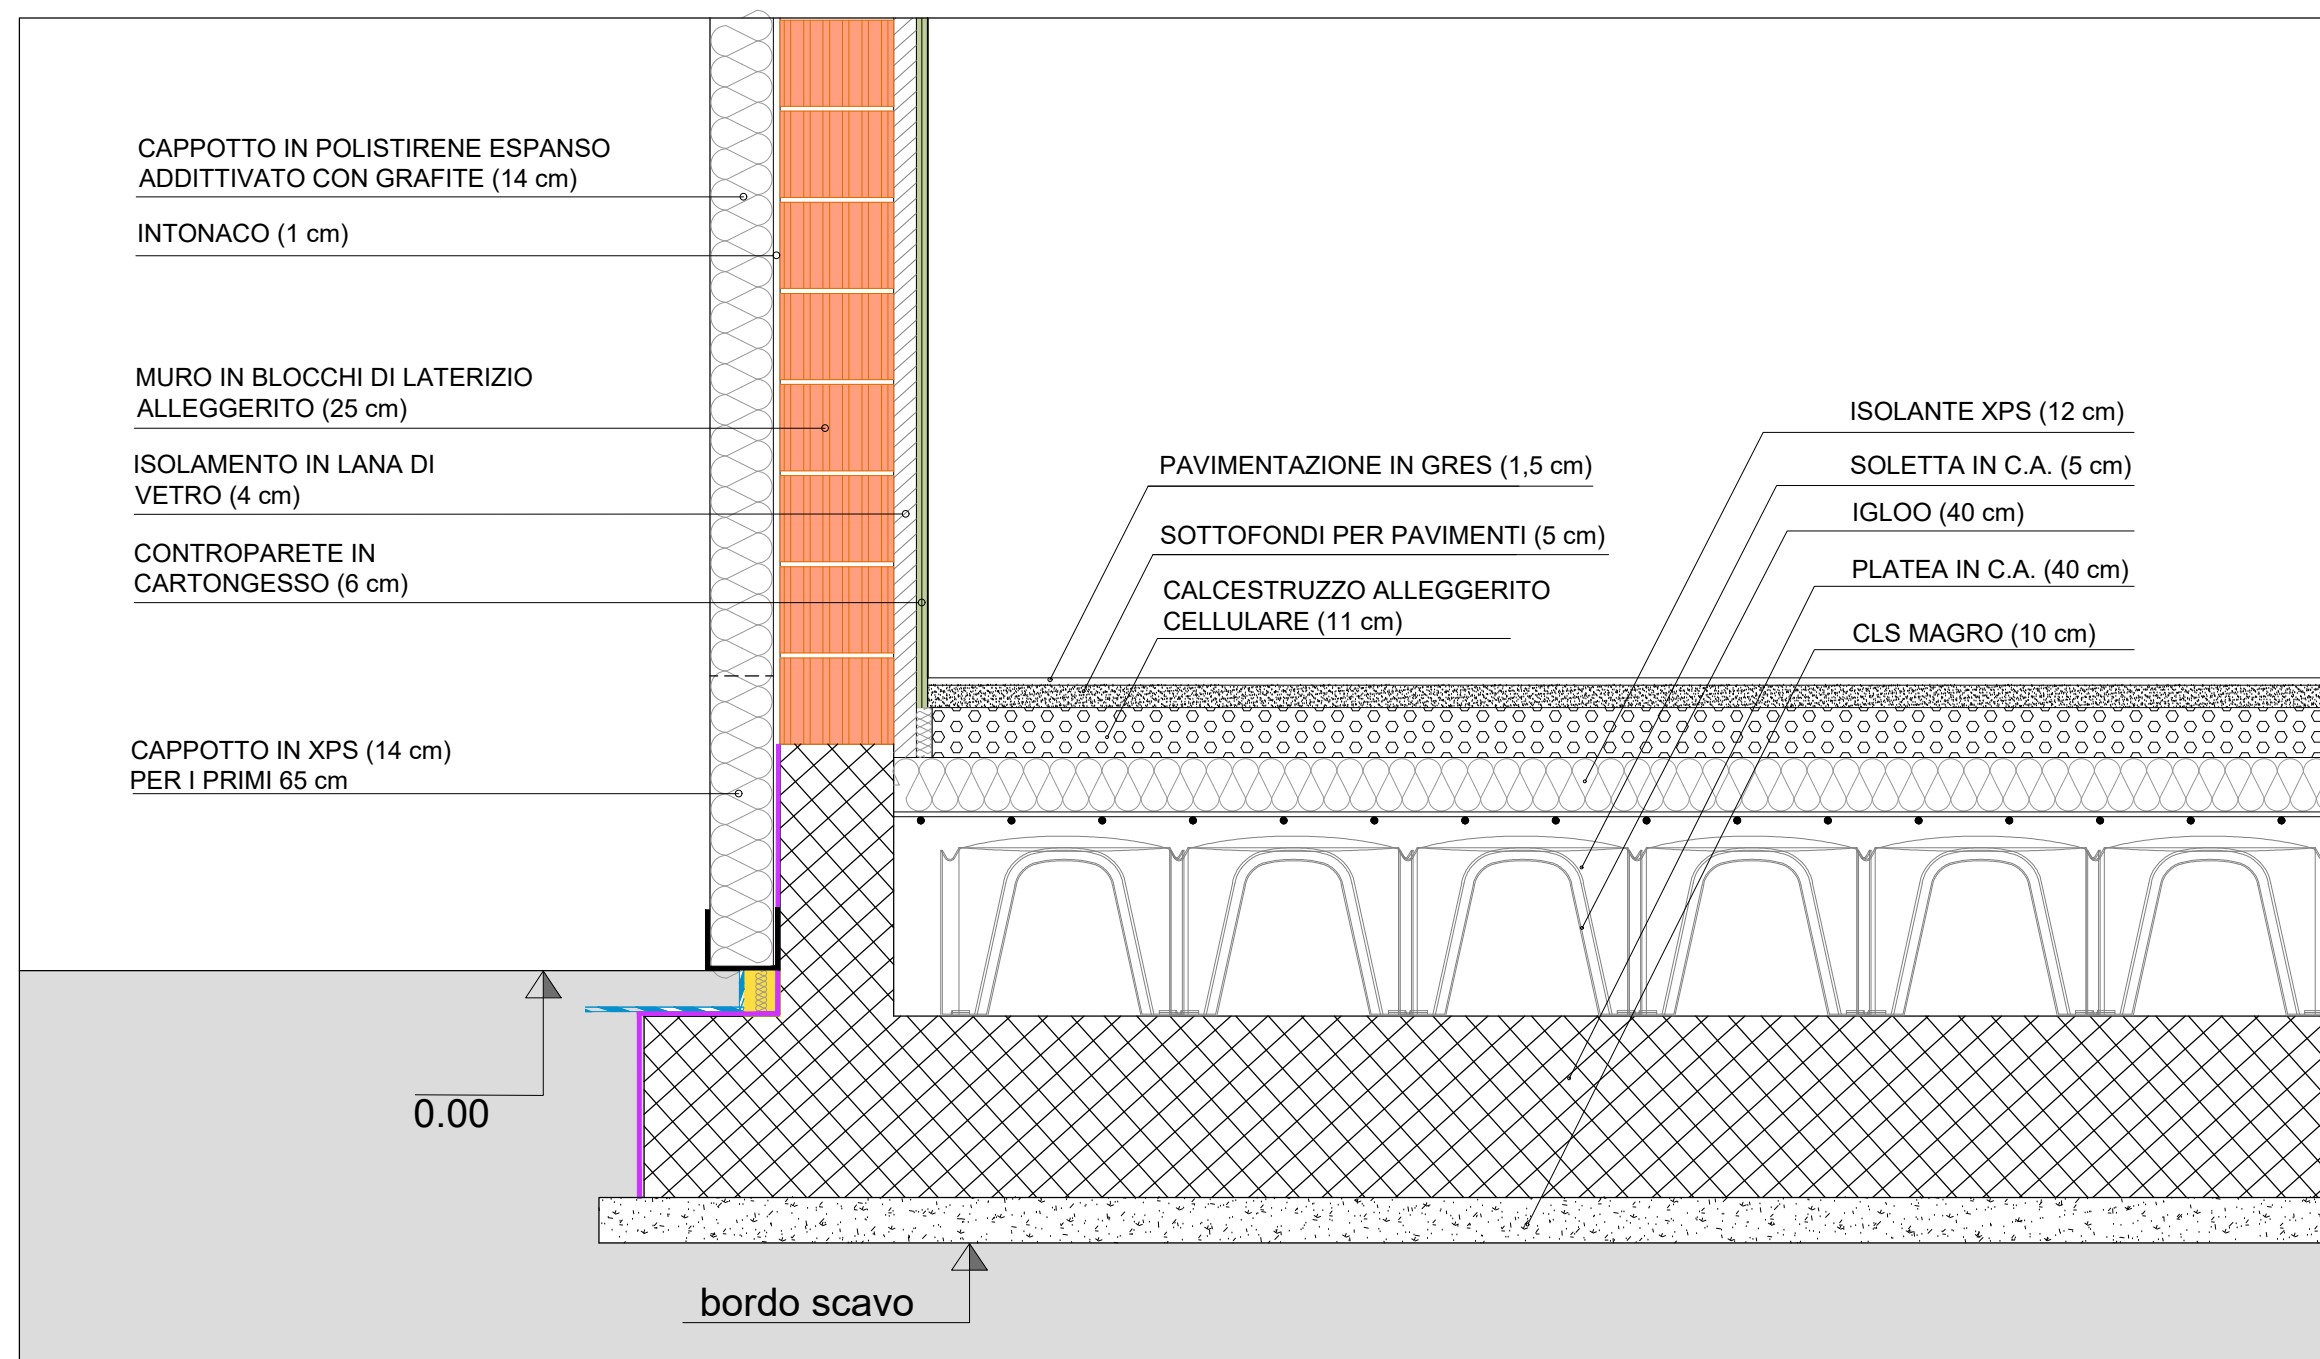 CAPPOTTO IN POLISTIRENE ESPANSO
ADDITTIVATO CON GRAFITE (14 cm)
INTONACO (1 cm)
MURO IN BLOCCHI DI LATERIZIO
ALLEGGERITO (25 cm)
ISOLAMENTO IN LANA DI
VETRO (4 cm)
CONTROPARETE IN
CARTONGESSO (6 cm)
CAPPOTTO IN XPS (14 cm)
PER I PRIMI 65 cm
PAVIMENTAZIONE IN GRES (1,5 cm)
SOTTOFONDI PER PAVIMENTI (5 cm)
CALCESTRUZZO ALLEGGERITO
CELLULARE (11 cm)
ISOLANTE XPS (12 cm)
SOLETTA IN C.A. (5 cm)
IGLOO (40 cm)
PLATEA IN C.A. (40 cm)
CLS MAGRO (10 cm)
0.00
bordo scavo